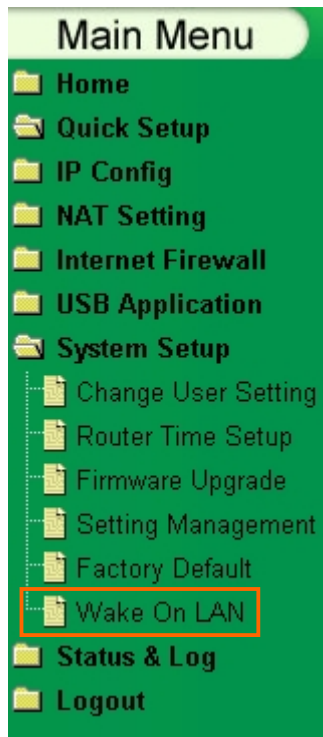 Main Menu
Home
Quick Setup
IP Config
NAT Setting
Internet Firewall
USB Application
System Setup
Change User Setting
Router Time Setup
Firmware Upgrade
Setting Management
Factory Default
Wake On LAN
Status & Log
Logout